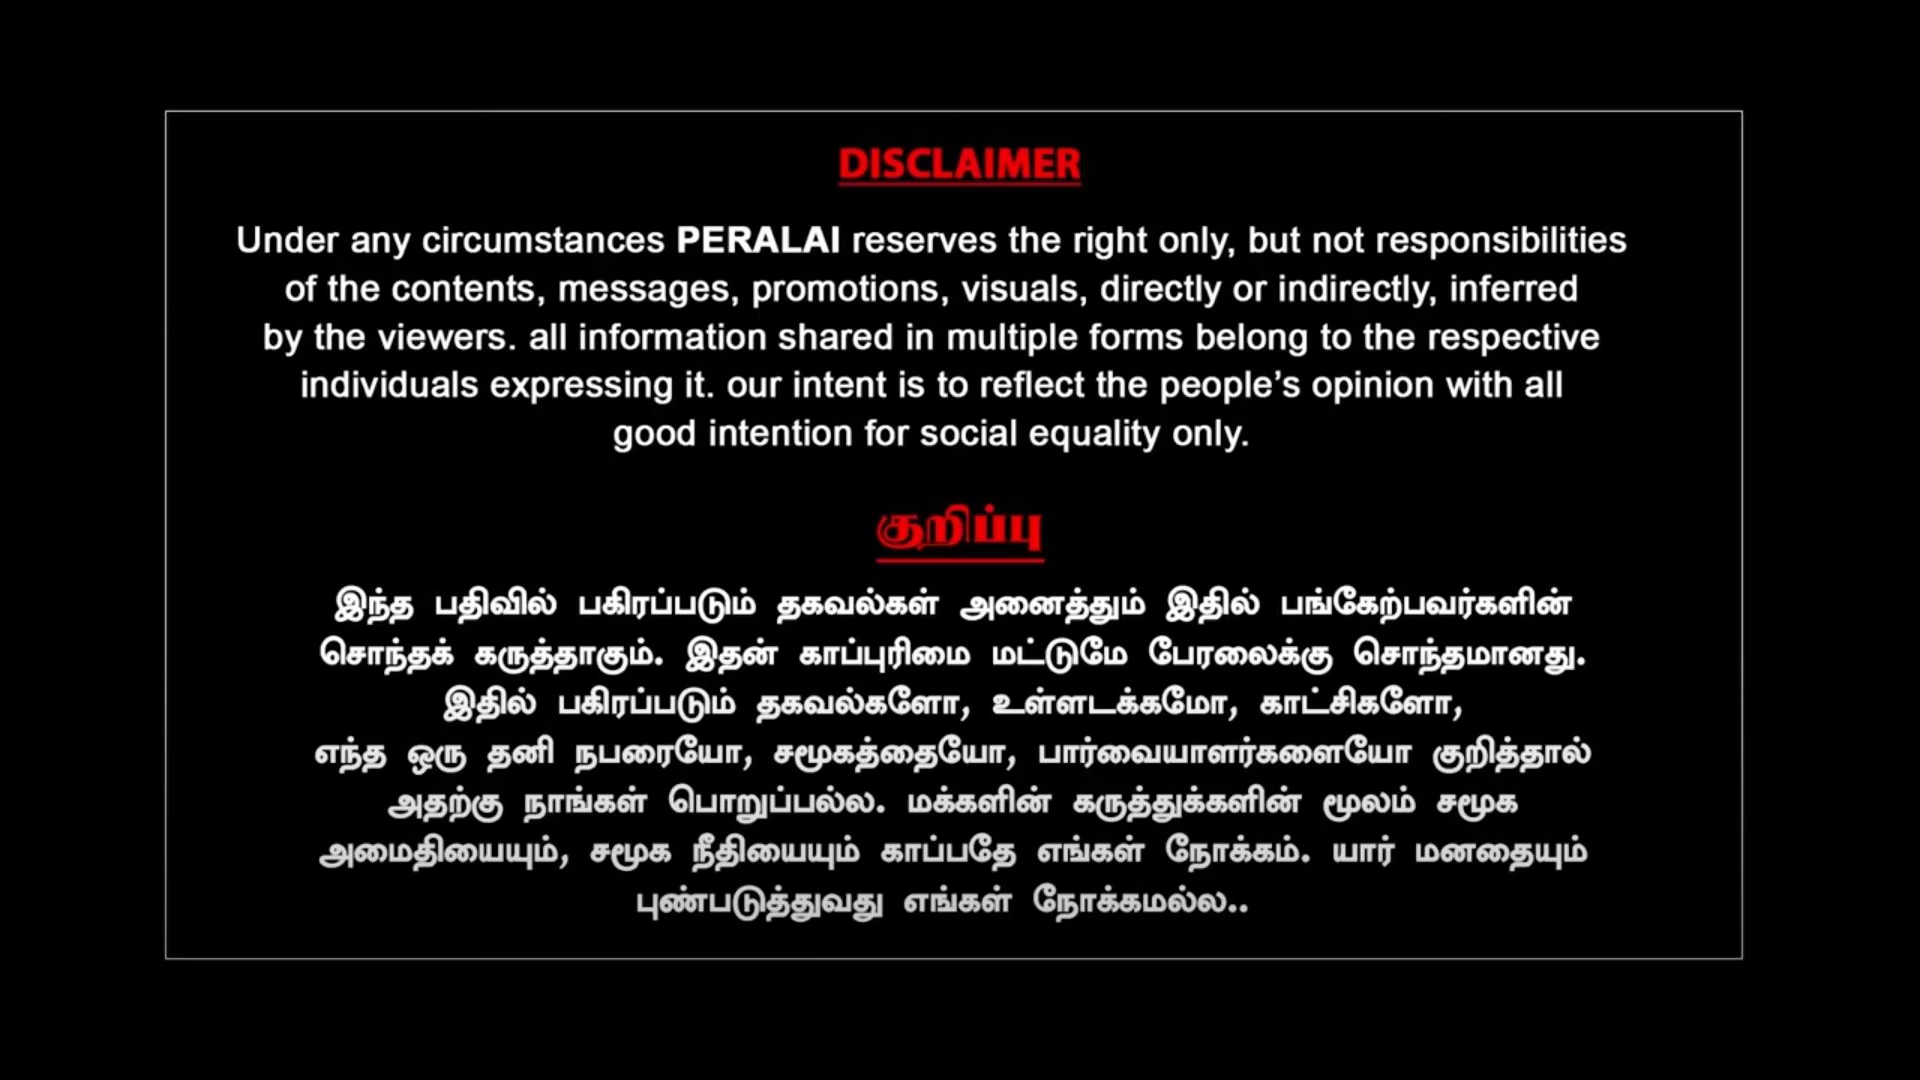 DISCLAIMER
Under any circumstances PERALAI reserves the right only, but not responsibilities
of the contents, messages, promotions, visuals, directly or indirectly, inferred
by the viewers. all information shared in multiple forms belong to the respective
individuals expressing it. our intent is to reflect the people’s opinion with all
good intention for social equality only.
குறிப்பு
இந்த பதிவில் பகிரப்படும் தகவல்கள் அனைத்தும் இதில் பங்கேற்பவர்களின்
சொந்தக் கருத்தாகும். இதன் காப்புரிமை மட்டுமே பேரலைக்கு சொந்தமானது.
இதில் பகிரப்படும் தகவல்களோ, உள்ளடக்கமோ, காட்சிகளோ,
எந்த ஒரு தனி நபரையோ, சமூகத்தையோ, பார்வையாளர்களையோ குறித்தால்
அதற்கு நாங்கள் பொறுப்பல்ல. மக்களின் கருத்துக்களின் மூலம் சமூக
அமைதியையும், சமூக நீதியையும் காப்பதே எங்கள் நோக்கம். யார் மனதையும்
புண்படுத்துவது எங்கள் நோக்கமல்ல..